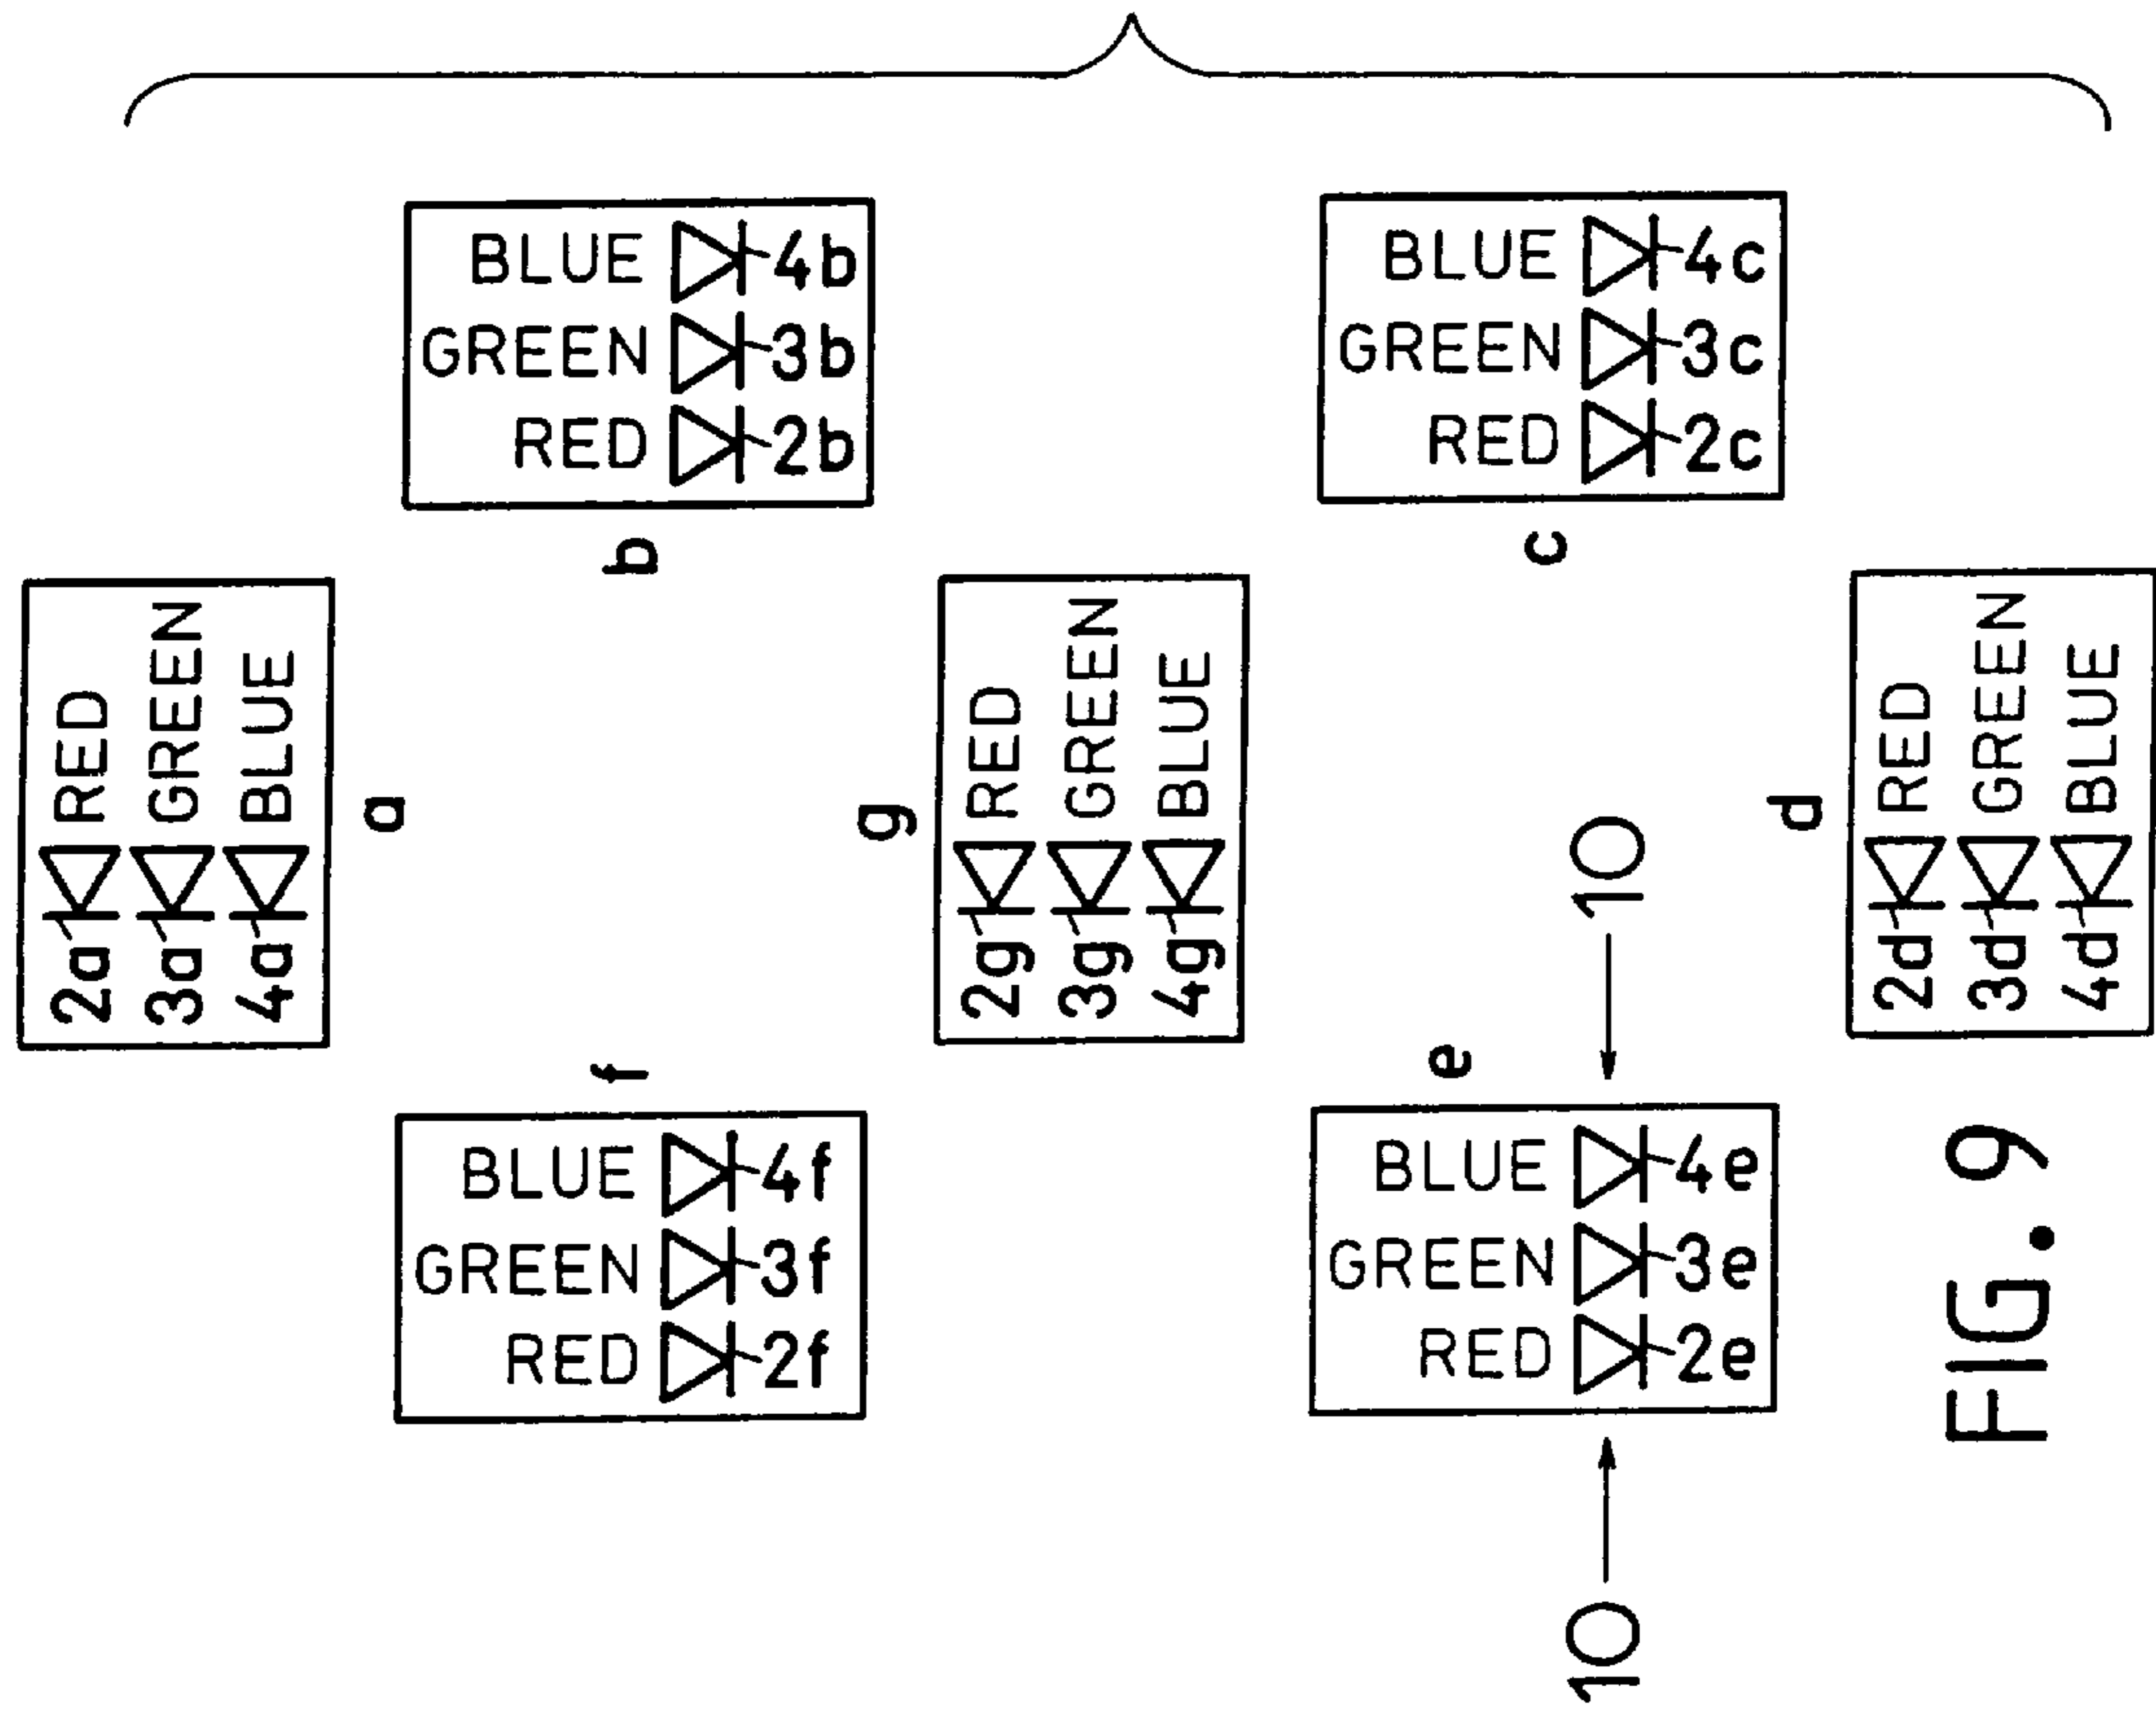 2a RED
3a GREEN
4a BLUE
a
BLUE 4b
GREEN 3b
RED 2b
b
f
BLUE 4f
GREEN 3f
RED 2f
g
2g RED
3g GREEN
4g BLUE
BLUE 4c
GREEN 3c
RED 2c
c
e
BLUE 4e
GREEN 3e
RED 2e
10
10
d
2d RED
3d GREEN
4d BLUE
FIG. 9